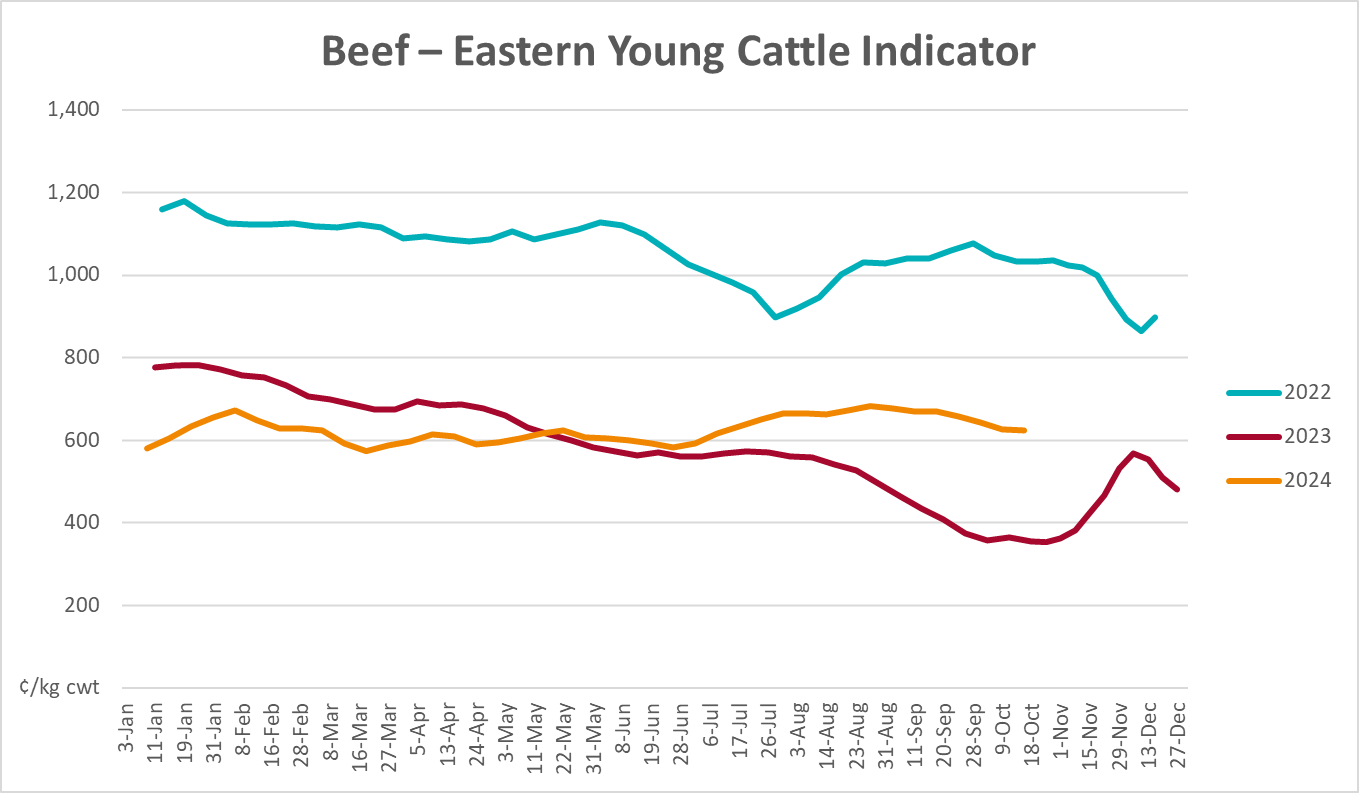 Beef – Eastern Young Cattle Indicator
1,400
1,200
1,000
800
600
400
200
¢/kg cwt
3-Jan
11-Jan
19-Jan
31-Jan
8-Feb
16-Feb
28-Feb
8-Mar
16-Mar
27-Mar
5-Apr
13-Apr
24-Apr
3-May
11-May
22-May
31-May
8-Jun
19-Jun
28-Jun
6-Jul
17-Jul
26-Jul
3-Aug
14-Aug
23-Aug
31-Aug
11-Sep
20-Sep
28-Sep
9-Oct
18-Oct
1-Nov
15-Nov
29-Nov
13-Dec
27-Dec
2022
2023
2024